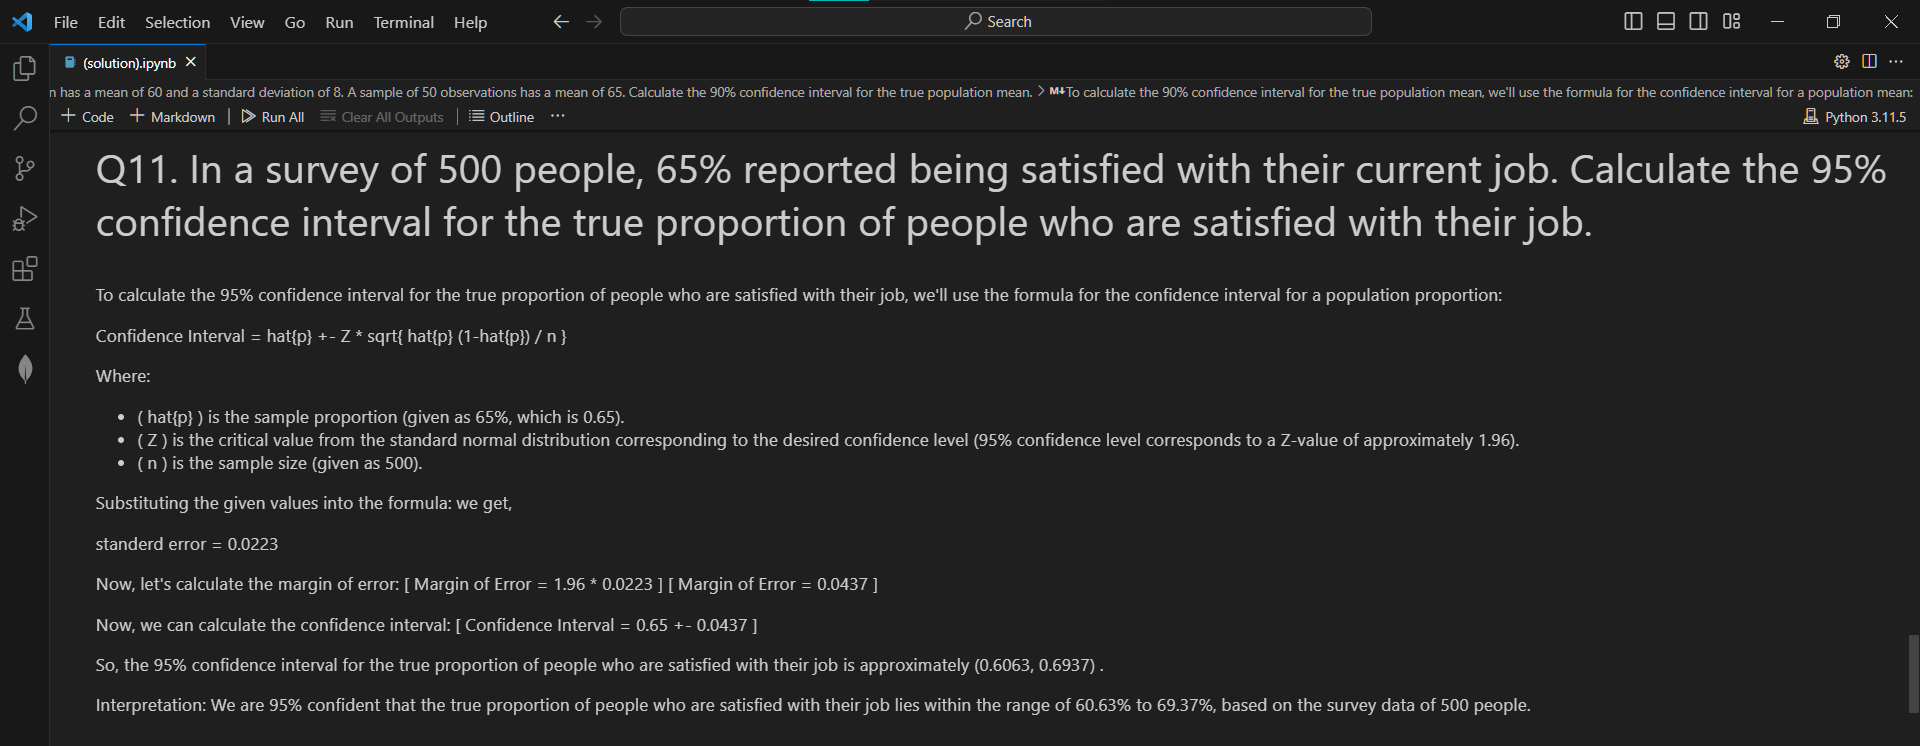 File Edit Selection View Go Run Terminal Help
Search
(solution).ipynb
n has a mean of 60 and a standard deviation of 8. A sample of 50 observations has a mean of 65. Calculate the 90% confidence interval for the true population mean. > M↓To calculate the 90% confidence interval for the true population mean, we'll use the formula for the confidence interval for a population mean:
+ Code + Markdown | Run All Clear All Outputs | Outline ···
Python 3.11.5
Q11. In a survey of 500 people, 65% reported being satisfied with their current job. Calculate the 95%
confidence interval for the true proportion of people who are satisfied with their job.
To calculate the 95% confidence interval for the true proportion of people who are satisfied with their job, we'll use the formula for the confidence interval for a population proportion:
Confidence Interval = hat{p} +- Z * sqrt{ hat{p} (1-hat{p}) / n }
Where:
• ( hat{p} ) is the sample proportion (given as 65%, which is 0.65).
• ( Z ) is the critical value from the standard normal distribution corresponding to the desired confidence level (95% confidence level corresponds to a Z-value of approximately 1.96).
• ( n ) is the sample size (given as 500).
Substituting the given values into the formula: we get,
standerd error = 0.0223
Now, let's calculate the margin of error: [ Margin of Error = 1.96 * 0.0223 ] [ Margin of Error = 0.0437 ]
Now, we can calculate the confidence interval: [ Confidence Interval = 0.65 +- 0.0437 ]
So, the 95% confidence interval for the true proportion of people who are satisfied with their job is approximately (0.6063, 0.6937) .
Interpretation: We are 95% confident that the true proportion of people who are satisfied with their job lies within the range of 60.63% to 69.37%, based on the survey data of 500 people.